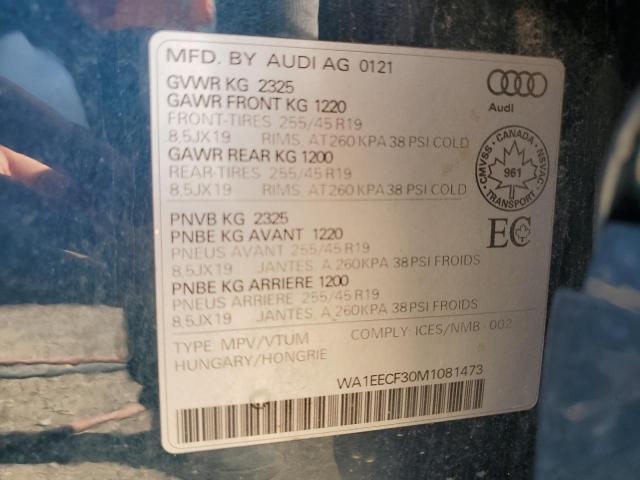 MFD. BY AUDI AG 0121
GVWR KG 2325
GAWR FRONT KG 1220
FRONT-TIRES 255/45 R19
8,5JX19 RIMS, AT 260 KPA 38 PSI COLD
GAWR REAR KG 1200
REAR-TIRES 255/45 R19
8,5JX19 RIMS, AT 260 KPA 38 PSI COLD
Audi
CMVSS · CANADA · NSVAC · TRANSPORT ·
961
EC
PNVB KG 2325
PNBE KG AVANT 1220
PNEUS AVANT 255/45 R19
8,5JX19 JANTES, A 260KPA 38 PSI FROIDS
PNBE KG ARRIERE 1200
PNEUS ARRIERE 255/45 R19
8,5JX19 JANTES, A 260KPA 38 PSI FROIDS
TYPE: MPV/VTUM COMPLY: ICES/NMB-002
HUNGARY/HONGRIE
WA1EECF30M1081473